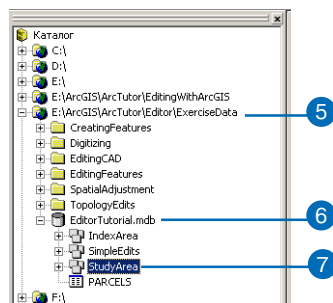 Каталог
C:\
D:\
E:\
E:\ArcGIS\ArcTutor\EditingWithArcGIS
E:\ArcGIS\ArcTutor\Editor\ExerciseData
5
CreatingFeatures
Digitizing
EditingCAD
EditingFeatures
SpatialAdjustment
TopologyEdits
EditorTutorial.mdb
6
IndexArea
SimpleEdits
StudyArea
7
PARCELS
F:\